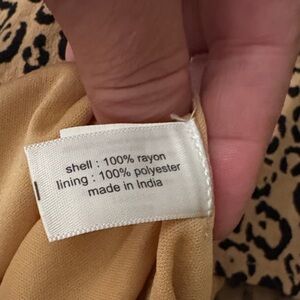 shell : 100% rayon
lining : 100% polyester
made in India